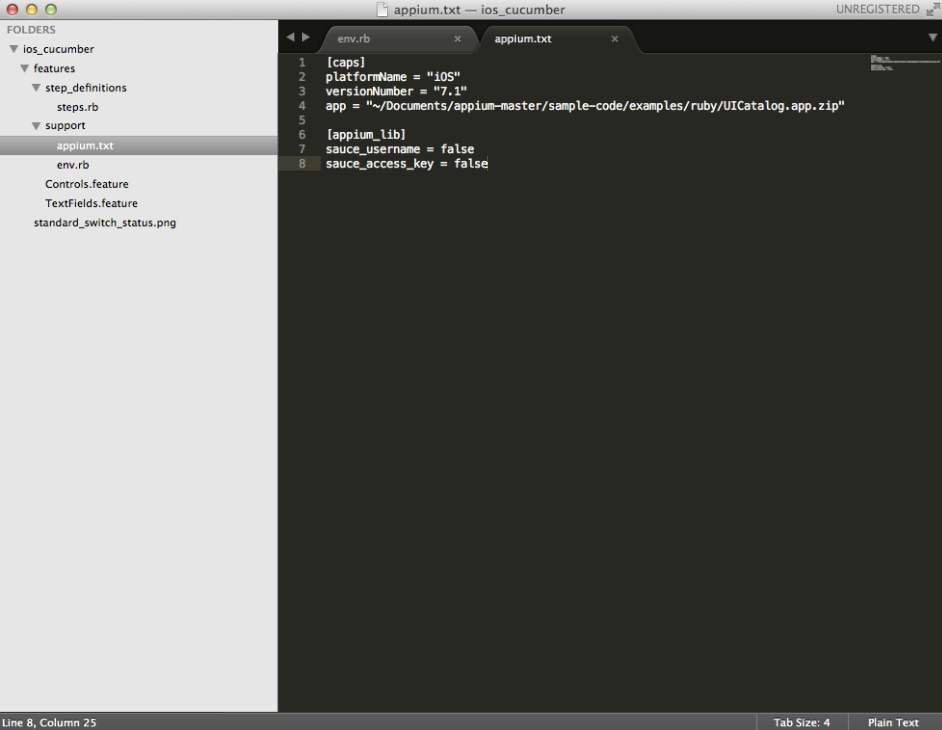 appium.txt — ios_cucumber
UNREGISTERED
FOLDERS
ios_cucumber
features
step_definitions
steps.rb
support
appium.txt
env.rb
Controls.feature
TextFields.feature
standard_switch_status.png
env.rb × appium.txt ×
1 [caps]
2 platformName = "iOS"
3 versionNumber = "7.1"
4 app = "~/Documents/appium-master/sample-code/examples/ruby/UICatalog.app.zip"
5
6 [appium_lib]
7 sauce_username = false
8 sauce_access_key = false
Line 8, Column 25
Tab Size: 4
Plain Text